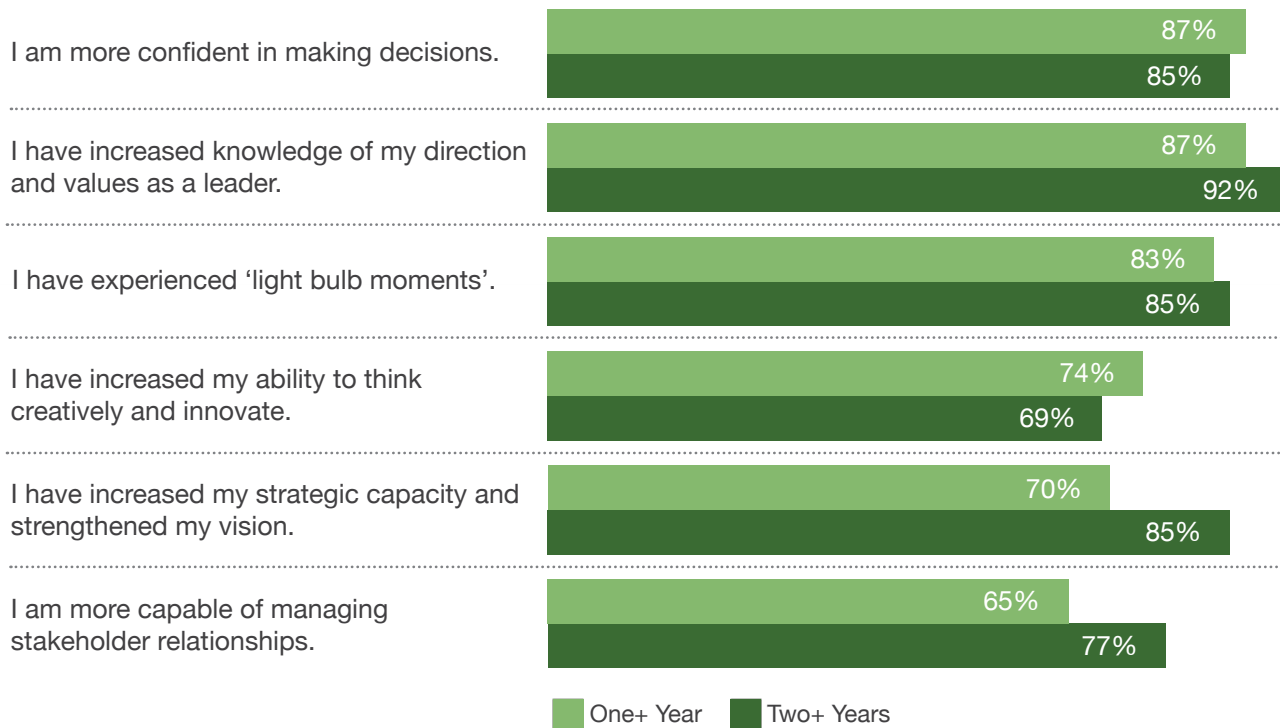 I am more confident in making decisions.
87%
85%
I have increased knowledge of my direction
and values as a leader.
87%
92%
I have experienced ‘light bulb moments’.
83%
85%
I have increased my ability to think
creatively and innovate.
74%
69%
I have increased my strategic capacity and
strengthened my vision.
70%
85%
I am more capable of managing
stakeholder relationships.
65%
77%
One+ Year
Two+ Years